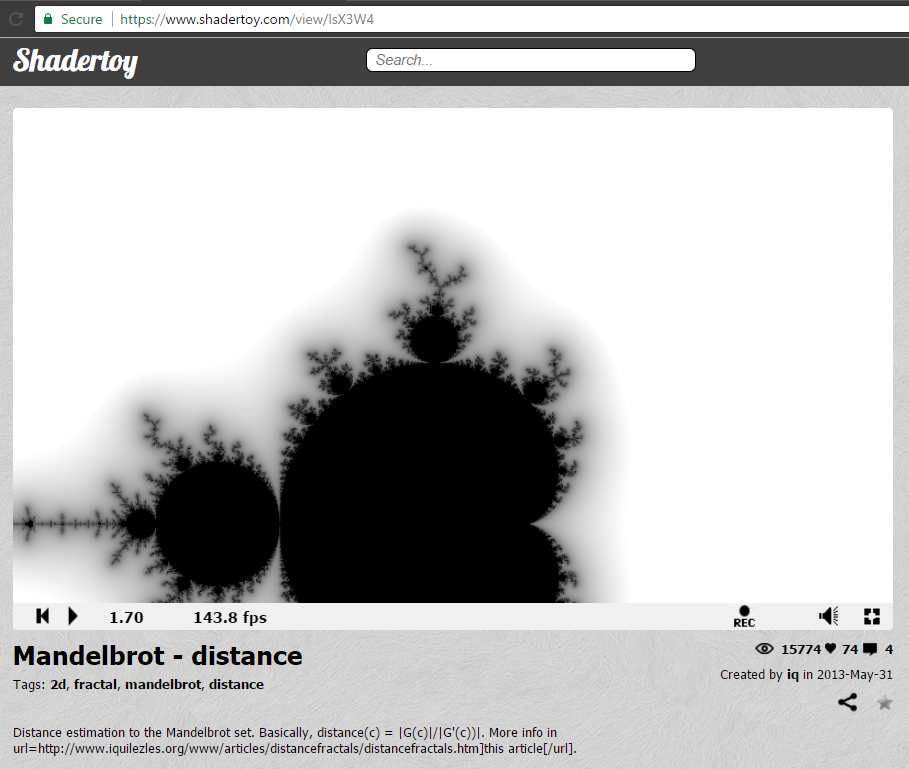 Secure | https://www.shadertoy.com/view/lsX3W4
Shadertoy Search...
1.70 143.8 fps REC
Mandelbrot - distance
15774 74 4
Tags: 2d, fractal, mandelbrot, distance
Created by iq in 2013-May-31
Distance estimation to the Mandelbrot set. Basically, distance(c) = |G(c)|/|G'(c))|. More info in
url=http://www.iquilezles.org/www/articles/distancefractals/distancefractals.htm]this article[/url].